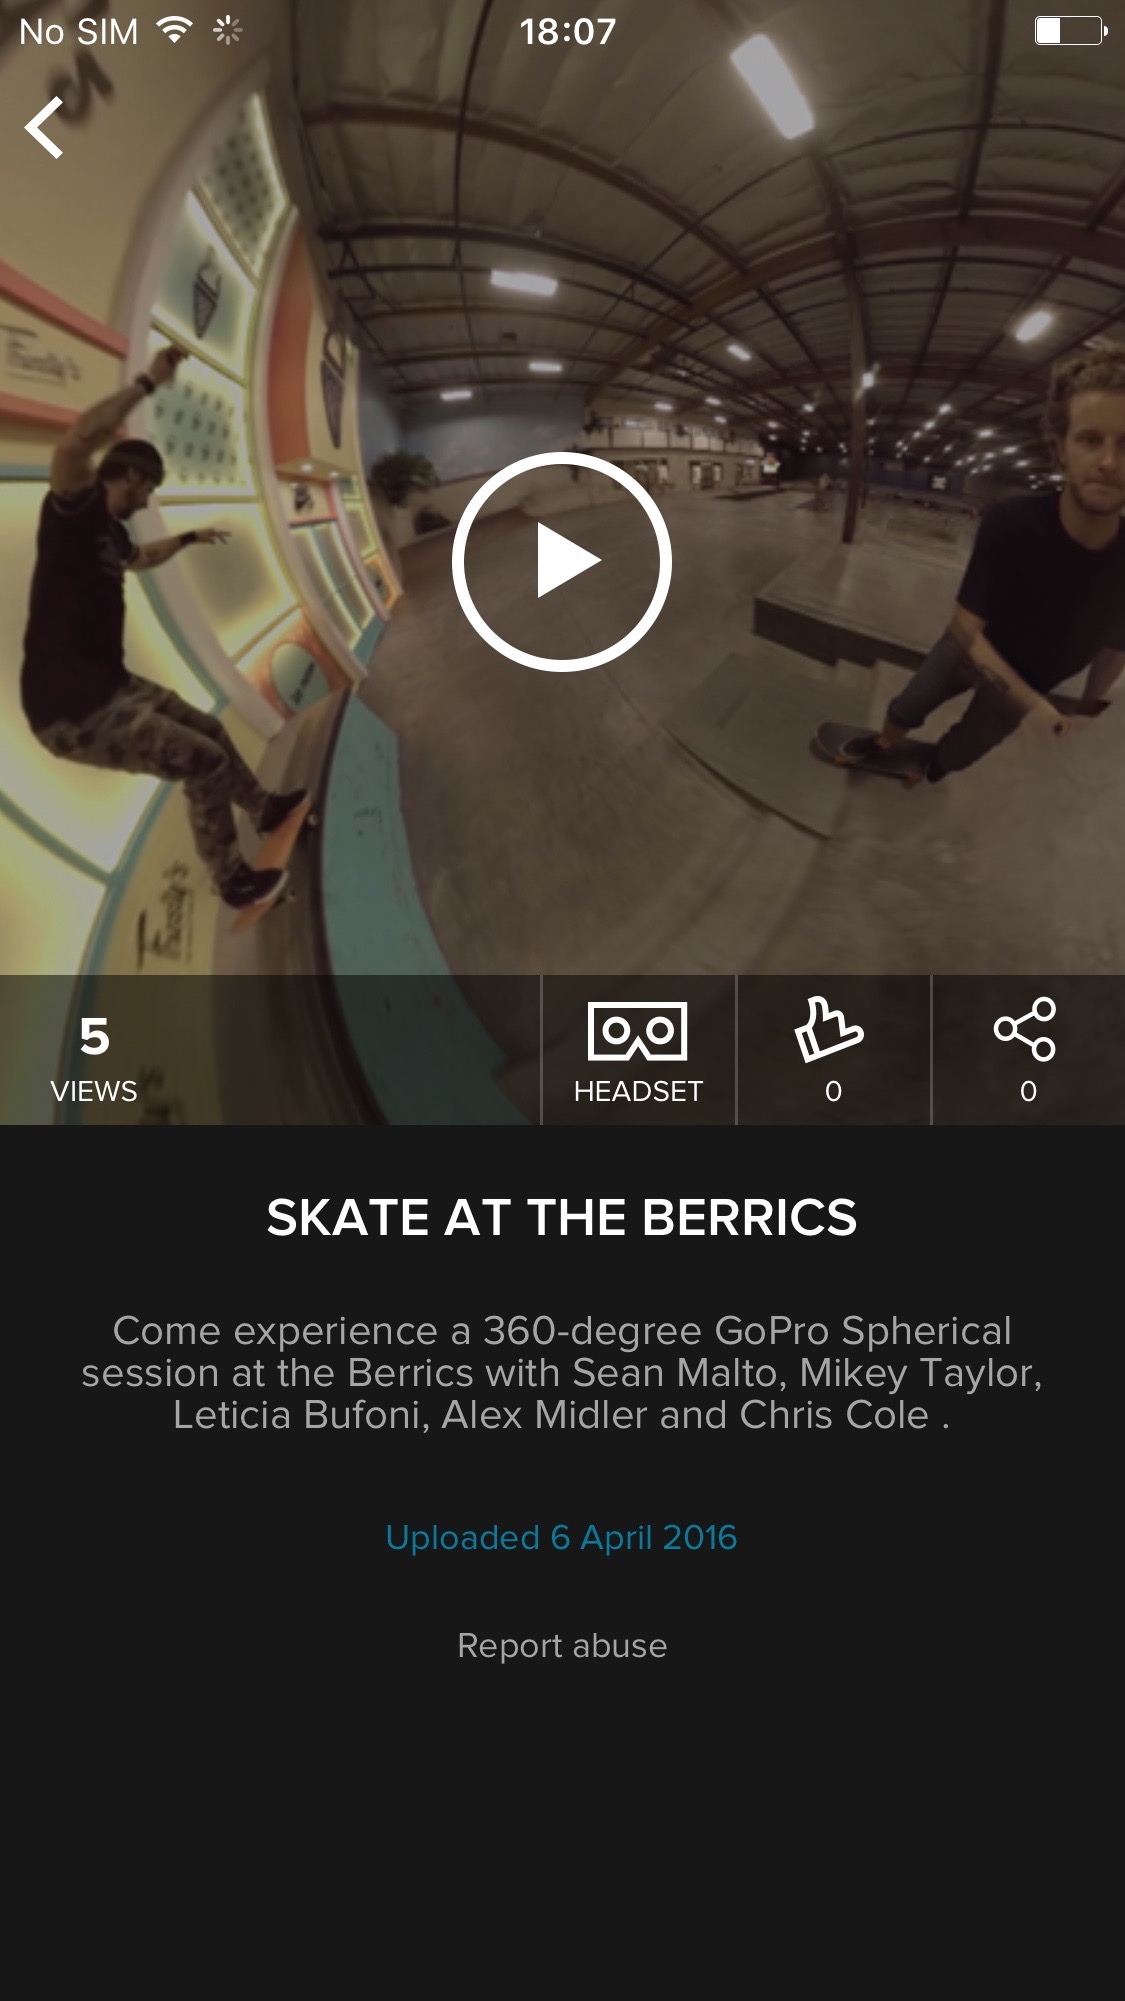 No SIM 18:07
Faustys
5
VIEWS
HEADSET
0
0
SKATE AT THE BERRICS
Come experience a 360-degree GoPro Spherical
session at the Berrics with Sean Malto, Mikey Taylor,
Leticia Bufoni, Alex Midler and Chris Cole .
Uploaded 6 April 2016
Report abuse